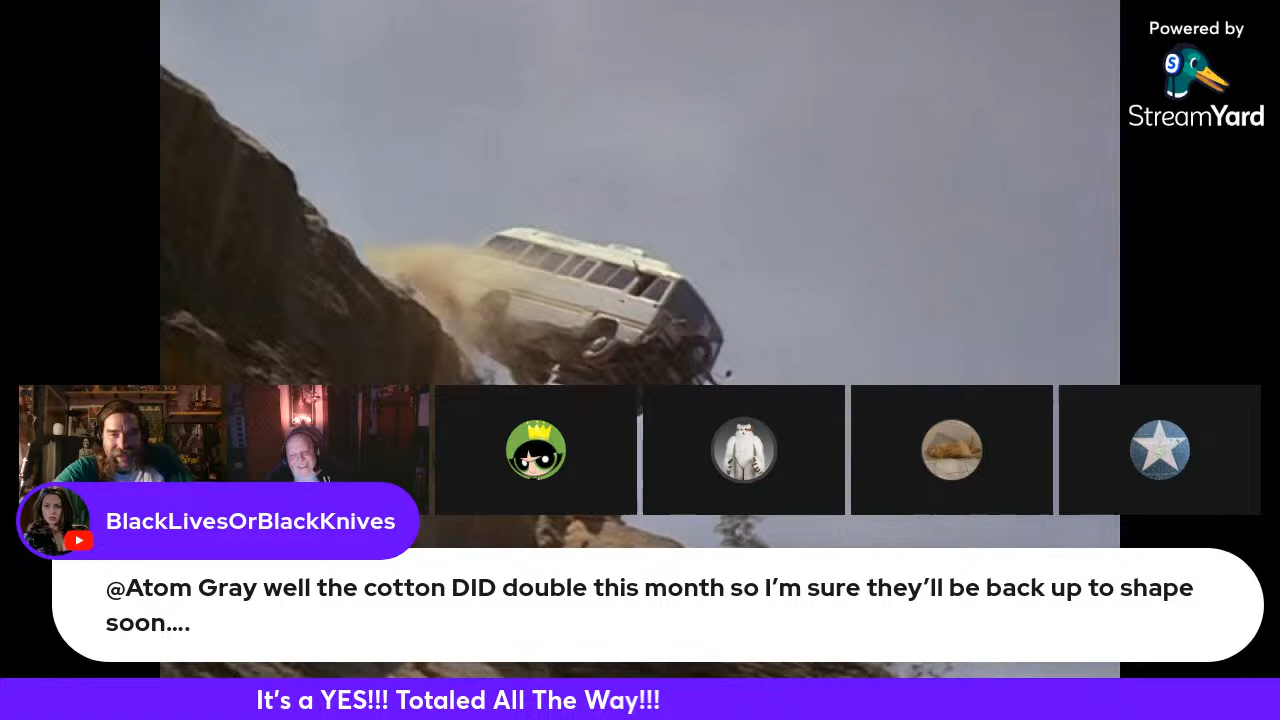 Powered by
S
StreamYard
BlackLivesOrBlackKnives
@Atom Gray well the cotton DID double this month so I’m sure they’ll be back up to shape
soon....
It’s a YES!!! Totaled All The Way!!!